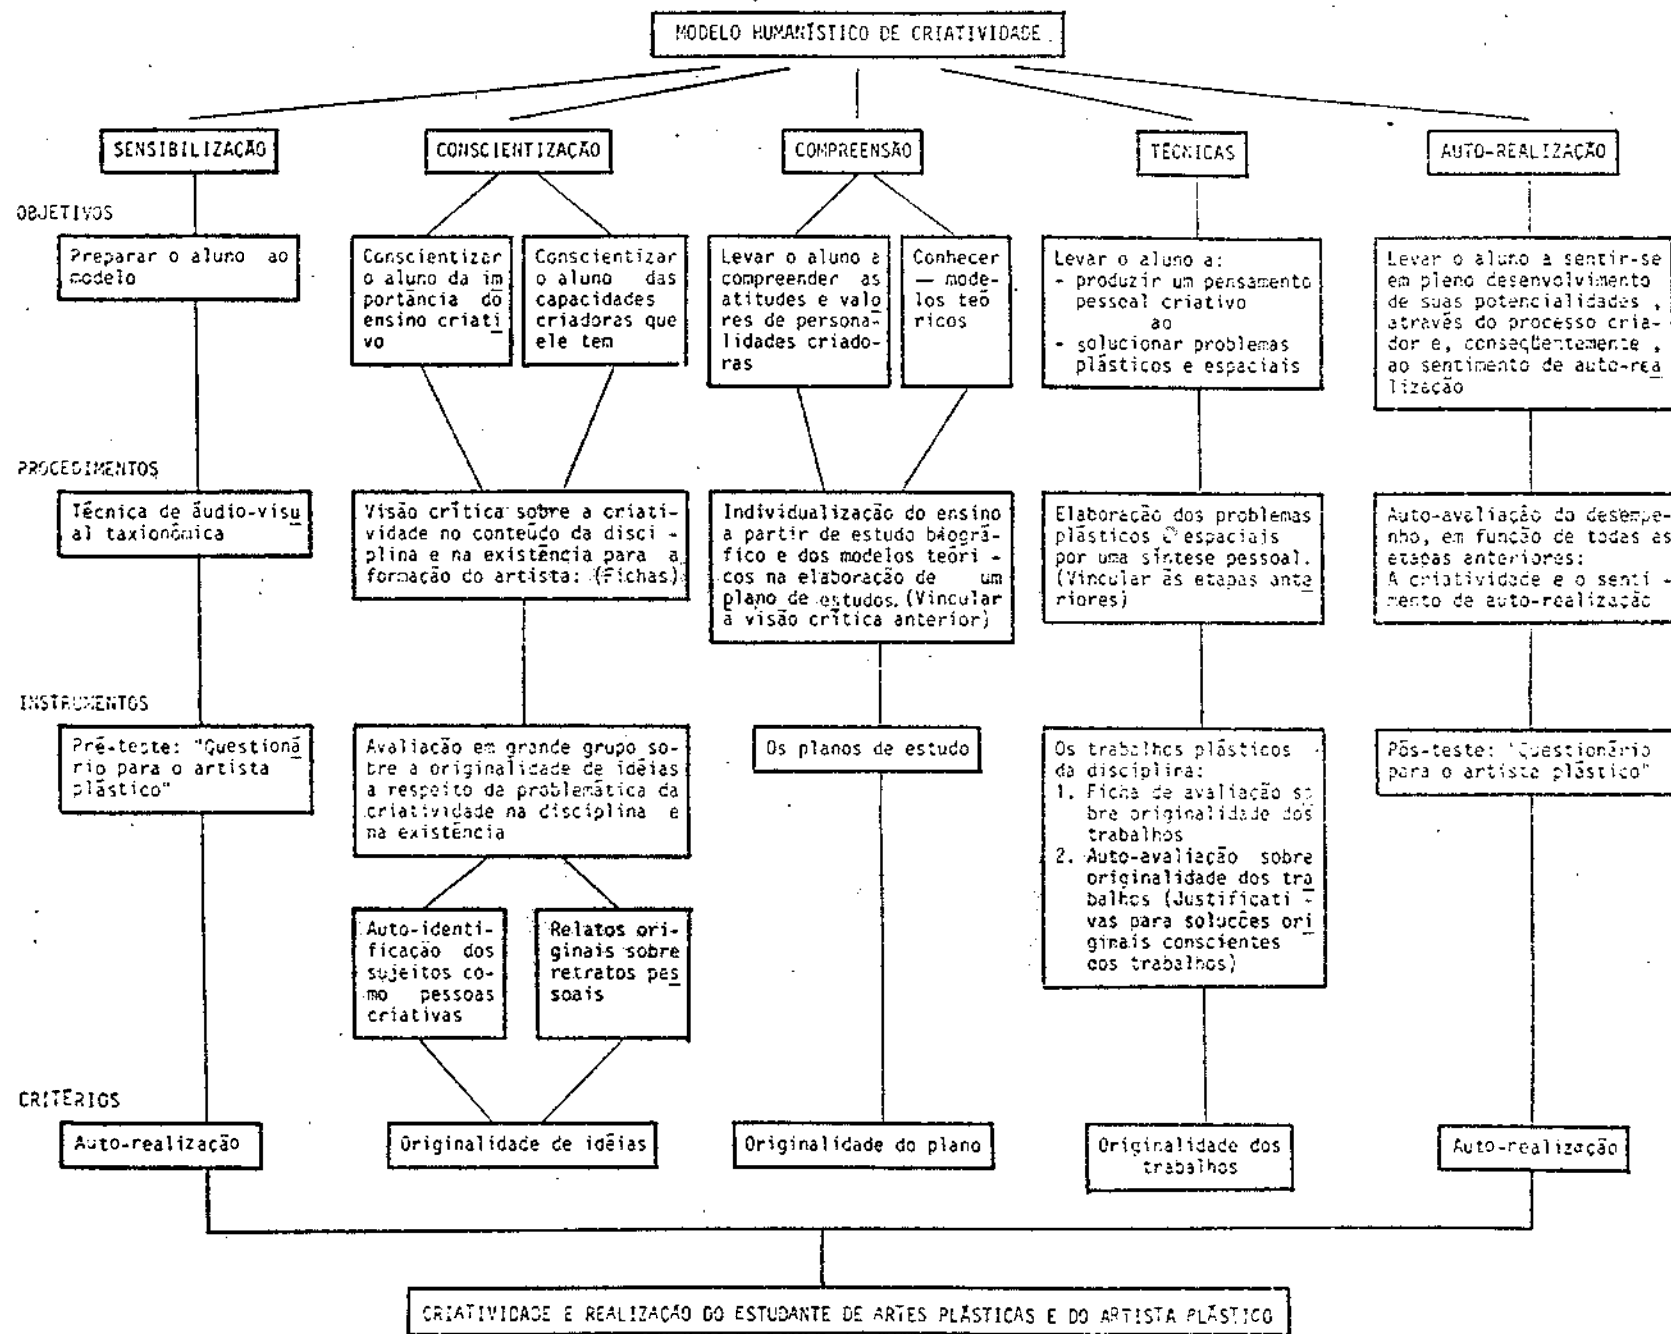 MODELO HUMANÍSTICO DE CRIATIVIDADE
SENSIBILIZAÇÃO
CONSCIENTIZAÇÃO
COMPREENSÃO
TÉCNICAS
AUTO-REALIZAÇÃO
OBJETIVOS
Preparar o aluno ao
modelo
Conscientizar
o aluno da im
portância do
ensino criati
vo
Conscientizar
o aluno das
capacidades
criadoras que
ele tem
Levar o aluno a
compreender as
atitudes e valo
res de persona-
lidades criado-
ras
Conhecer
— mode-
los teó
ricos
Levar o aluno a:
- produzir um pensamento
pessoal criativo
ao
- solucionar problemas
plásticos e espaciais
Levar o aluno a sentir-se
em pleno desenvolvimento
de suas potencialidades ,
através do processo cria-
dor e, conseqüentemente ,
ao sentimento de auto-rea
lização
PROCEDIMENTOS
Técnica de áudio-visu
al taxionômica
Visão crítica sobre a criati-
vidade no conteúdo da disci -
plina e na existência para a
formação do artista: (Fichas)
Individualização do ensino
a partir de estudo biográ-
fico e dos modelos teóri -
cos na elaboração de um
plano de estudos. (Vincular
à visão crítica anterior)
Elaboração dos problemas
plásticos e espaciais
por uma síntese pessoal.
(Vincular às etapas ante
riores)
Auto-avaliação do desempe-
nho, em função de todas as
etapas anteriores:
A criatividade e o senti -
mento de auto-realização
INSTRUMENTOS
Pré-teste: "Questioná
rio para o artista
plástico"
Avaliação em grande grupo so-
bre a originalidade de idéias
a respeito da problemática da
criatividade na disciplina e
na existência
Os planos de estudo
Os trabalhos plásticos
da disciplina:
1. Ficha de avaliação so
bre originalidade dos
trabalhos
2. Auto-avaliação sobre
originalidade dos tra
balhos (Justificati -
vas para soluções ori
ginais conscientes
dos trabalhos)
Pós-teste: "Questionário
para o artista plástico"
Auto-identi-
ficação dos
sujeitos co-
mo pessoas
criativas
Relatos ori-
ginais sobre
retratos pes
soais
CRITÉRIOS
Auto-realização
Originalidade de idéias
Originalidade do plano
Originalidade dos
trabalhos
Auto-realização
CRIATIVIDADE E REALIZAÇÃO DO ESTUDANTE DE ARTES PLÁSTICAS E DO ARTISTA PLÁSTICO